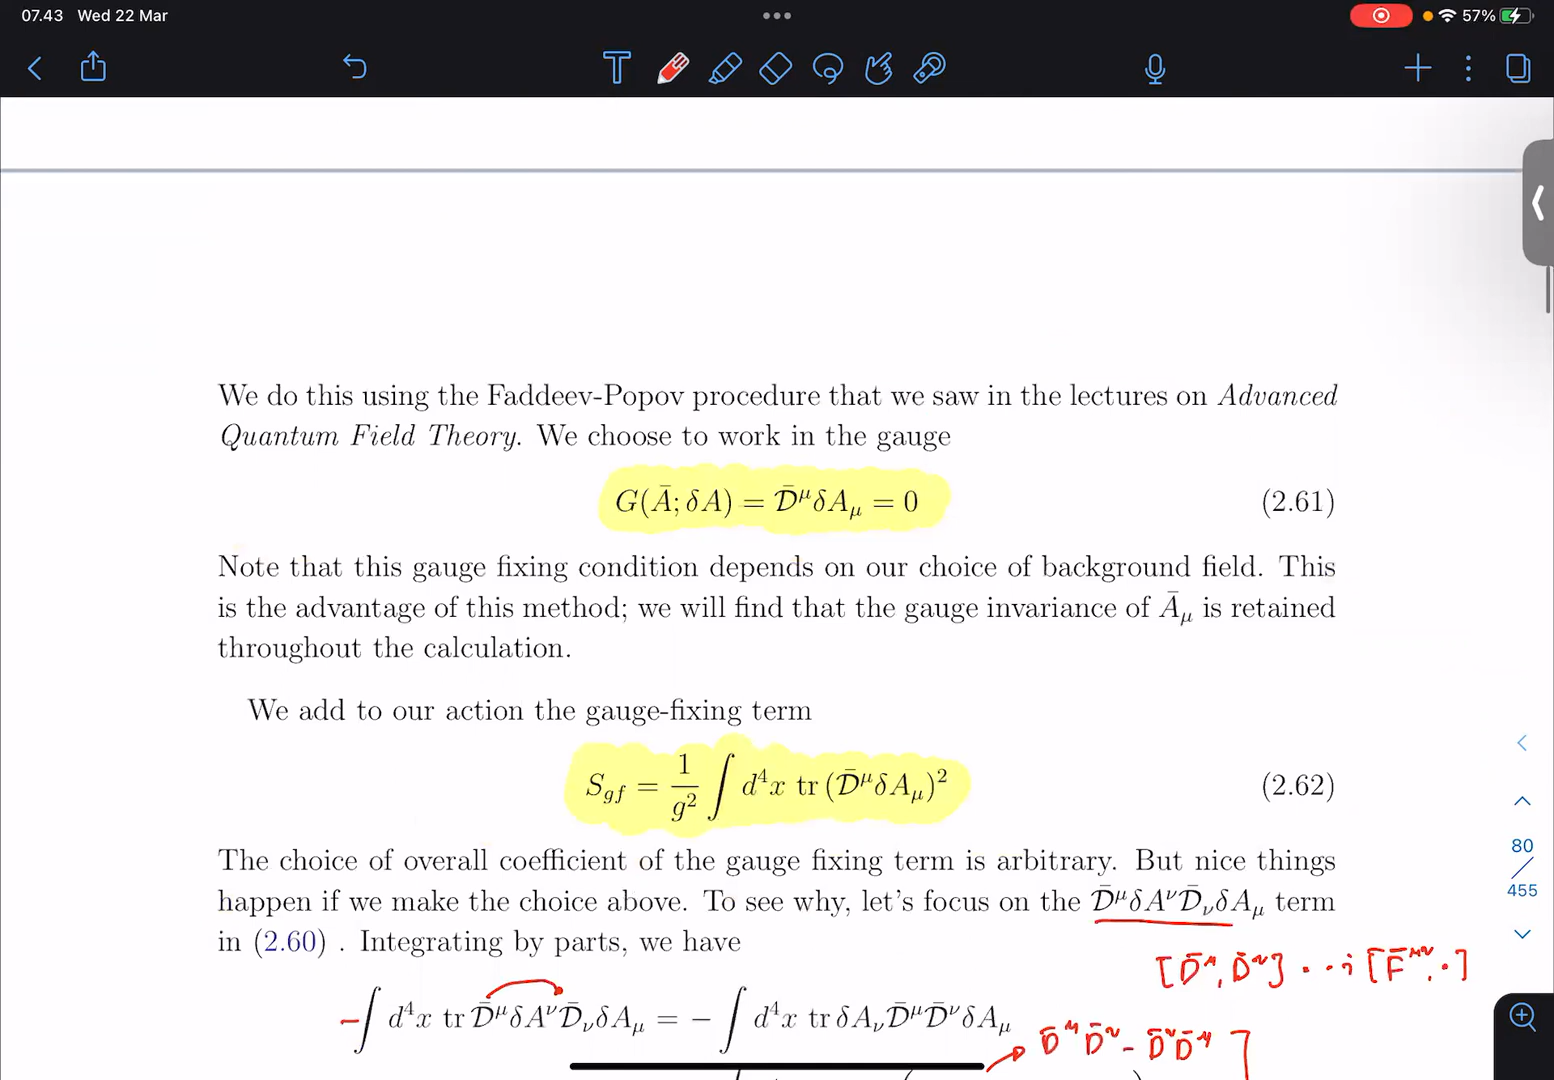 07.43 Wed 22 Mar
57%
T
We do this using the Faddeev-Popov procedure that we saw in the lectures on Advanced
Quantum Field Theory. We choose to work in the gauge
G(Ā; δA) = 𝒟̄^μ δA_μ = 0 (2.61)
Note that this gauge fixing condition depends on our choice of background field. This
is the advantage of this method; we will find that the gauge invariance of Ā_μ is retained
throughout the calculation.
We add to our action the gauge-fixing term
S_gf = 1/g² ∫ d⁴x tr (𝒟̄^μ δA_μ)² (2.62)
The choice of overall coefficient of the gauge fixing term is arbitrary. But nice things
happen if we make the choice above. To see why, let's focus on the 𝒟̄^μ δA^ν 𝒟̄_ν δA_μ term
in (2.60) . Integrating by parts, we have
[D̄^μ, D̄^ν] ... i [F̄^μν, ·]
-∫ d⁴x tr 𝒟̄^μ δA^ν 𝒟̄_ν δA_μ = - ∫ d⁴x tr δA_ν 𝒟̄^μ 𝒟̄^ν δA_μ
D̄^μ D̄^ν - D̄^ν D̄^μ ]
80
/
455